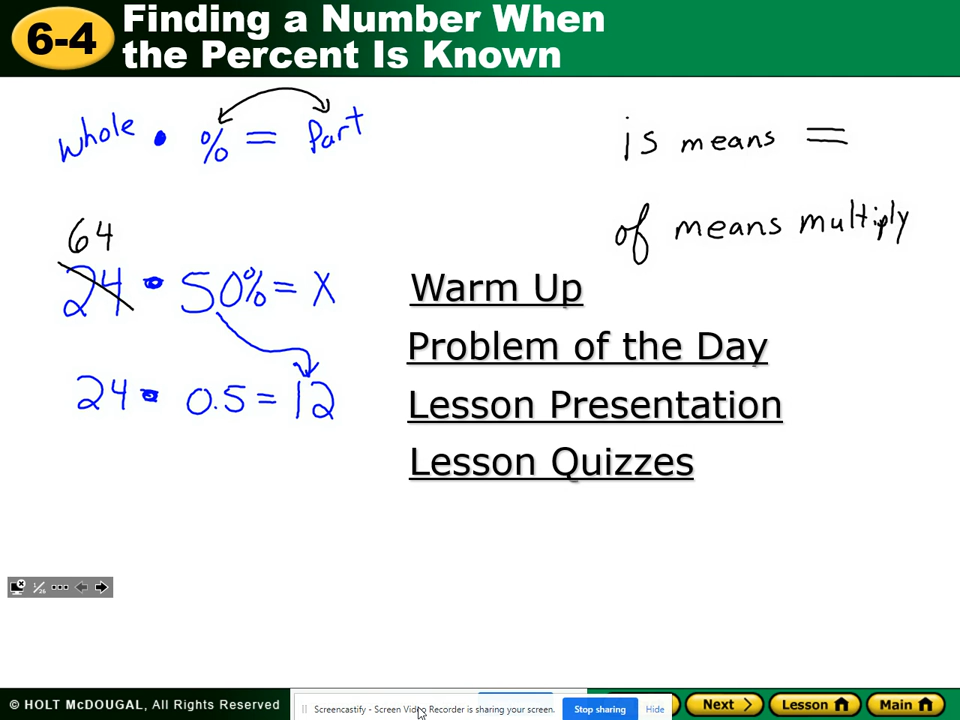 6-4
Finding a Number When
the Percent Is Known
whole • % = Part
is means =
of means multiply
64
24 • 50% = x
24 • 0.5 = 12
Warm Up
Problem of the Day
Lesson Presentation
Lesson Quizzes
1/26
© HOLT McDOUGAL, All Rights Reserved
Screencastify - Screen Video Recorder is sharing your screen.
Stop sharing
Hide
Next
Lesson
Main